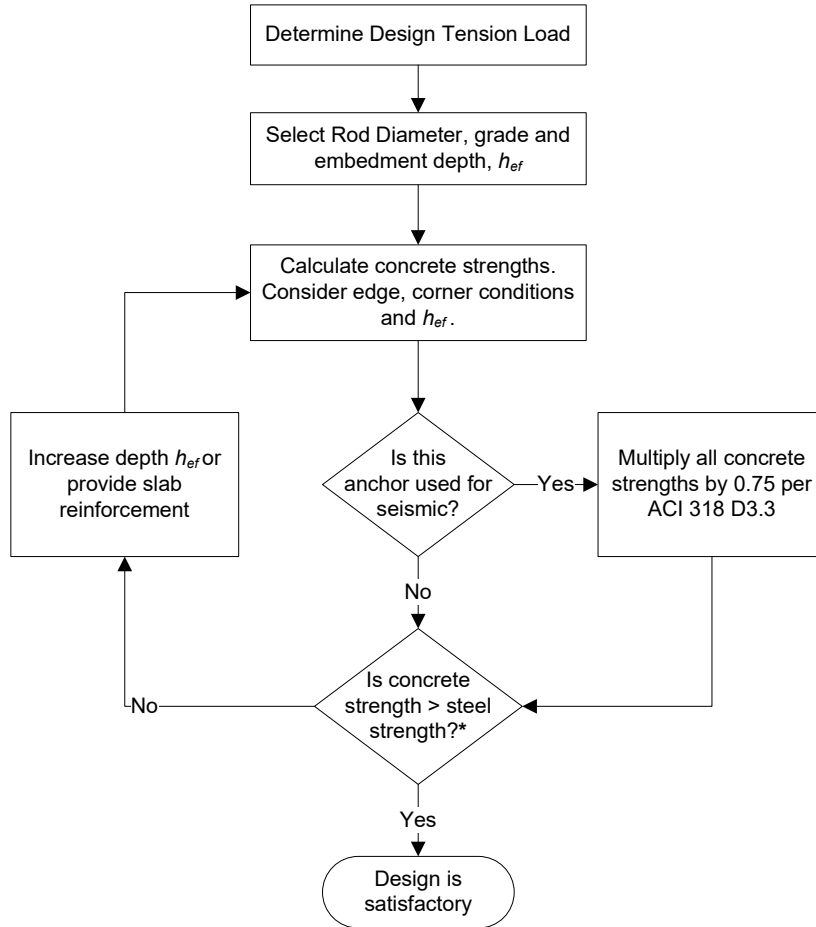 Determine Design Tension Load
Select Rod Diameter, grade and
embedment depth, hef
Calculate concrete strengths.
Consider edge, corner conditions
and hef .
Increase depth hef or
provide slab
reinforcement
Is this
anchor used for
seismic?
Yes
Multiply all concrete
strengths by 0.75 per
ACI 318 D3.3
No
Is concrete
strength > steel
strength?*
No
Yes
Design is
satisfactory